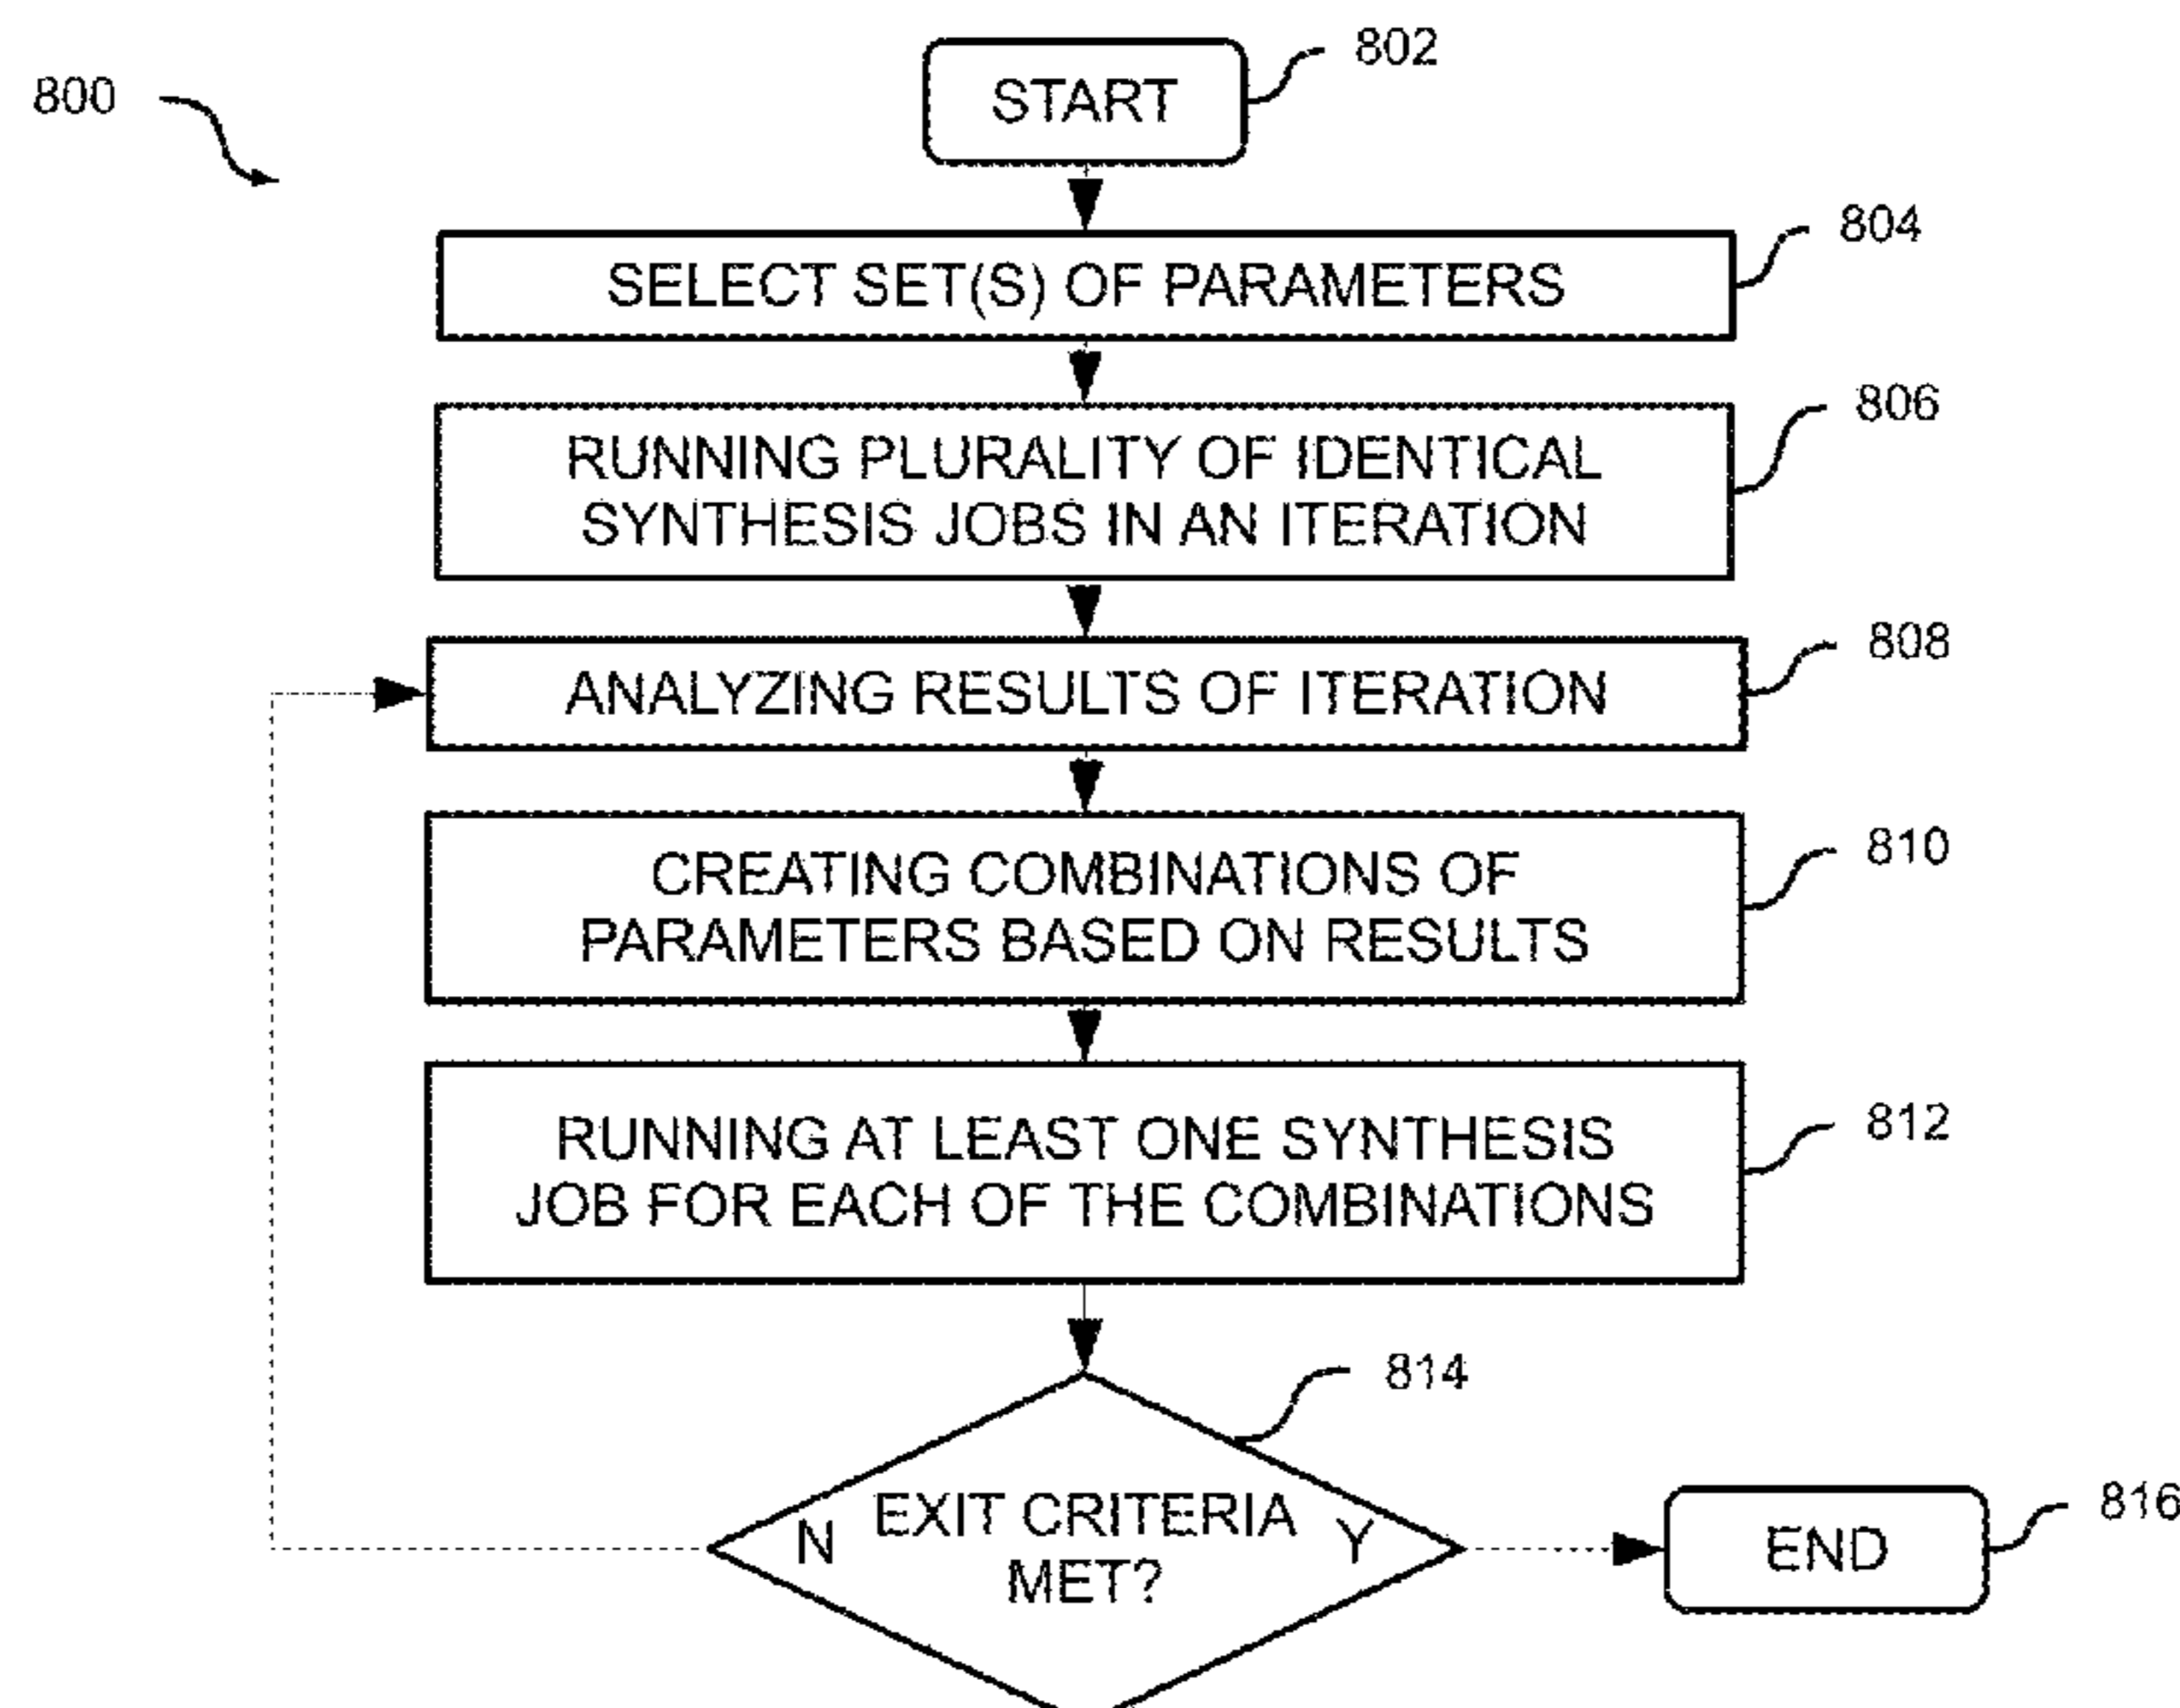 800
START
802
SELECT SET(S) OF PARAMETERS
804
RUNNING PLURALITY OF IDENTICAL
SYNTHESIS JOBS IN AN ITERATION
806
ANALYZING RESULTS OF ITERATION
808
CREATING COMBINATIONS OF
PARAMETERS BASED ON RESULTS
810
RUNNING AT LEAST ONE SYNTHESIS
JOB FOR EACH OF THE COMBINATIONS
812
814
N
EXIT CRITERIA
MET?
Y
END
816